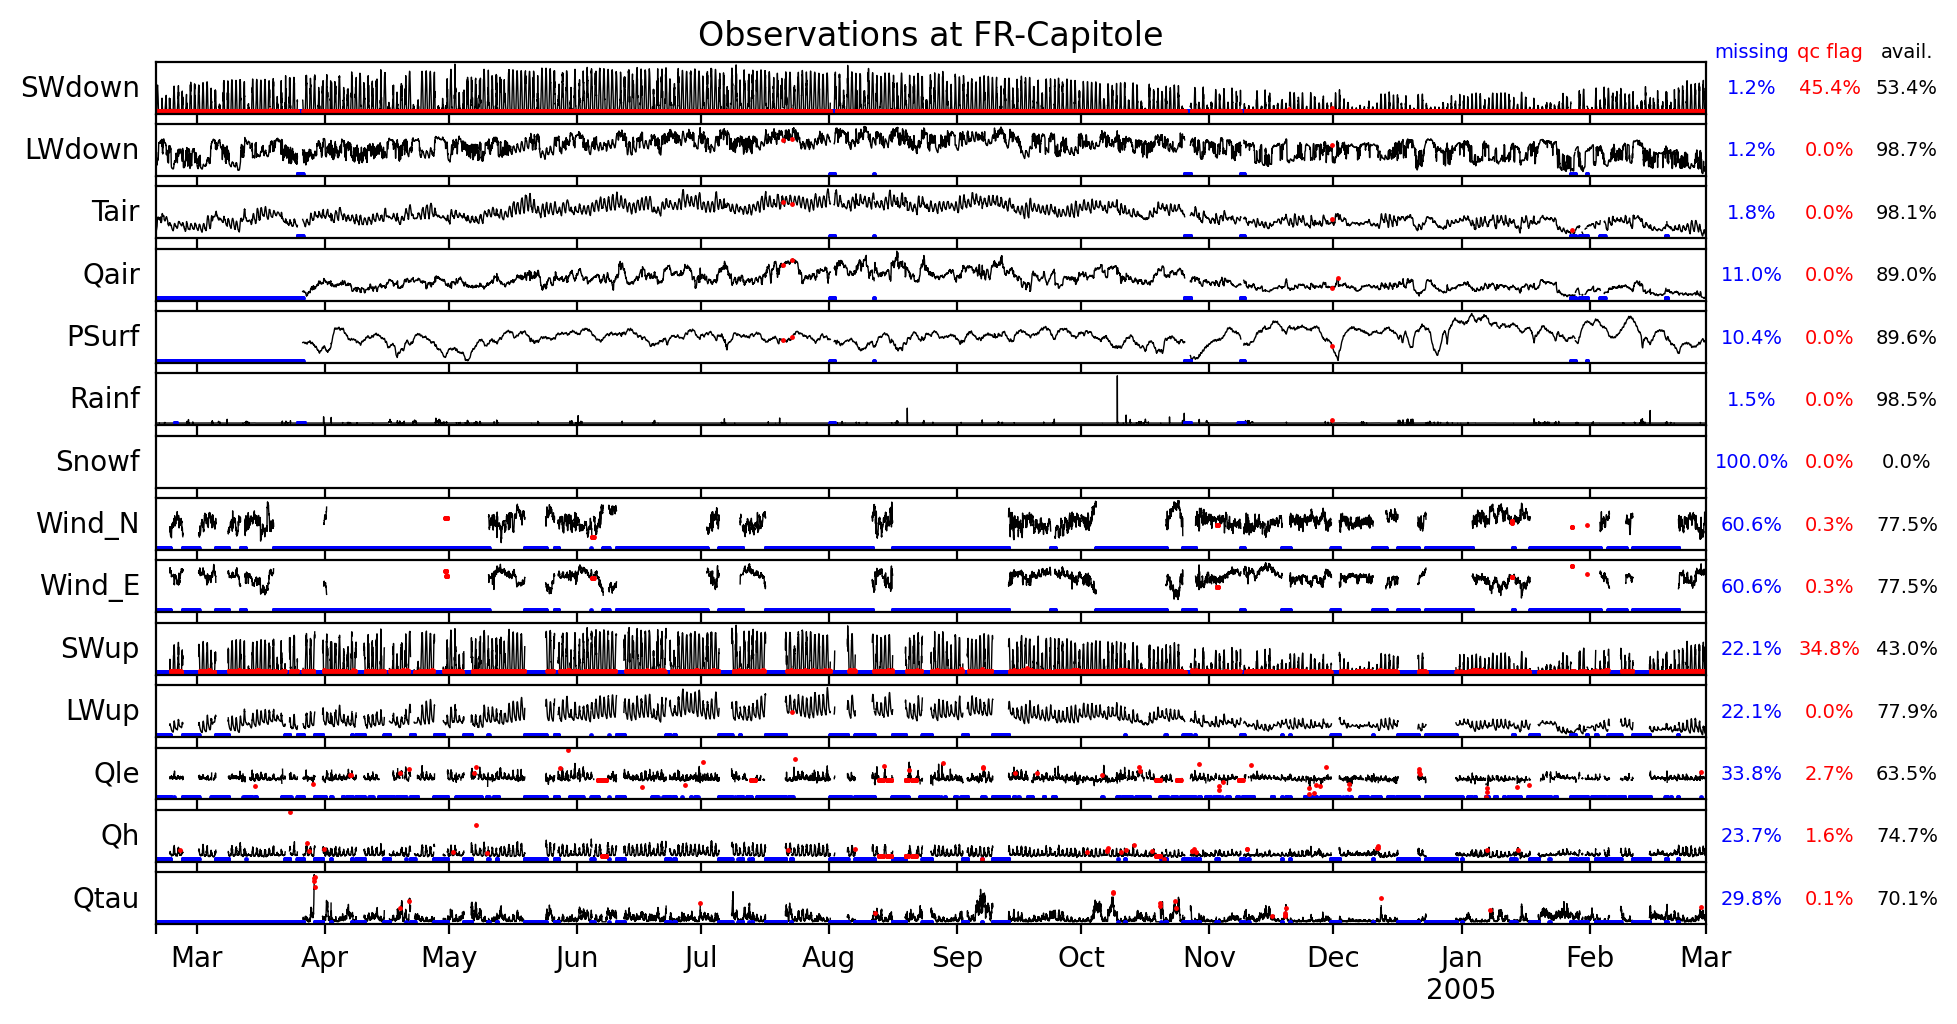 Observations at FR-Capitole
missing qc flag avail.
SWdown 1.2% 45.4% 53.4%
LWdown 1.2% 0.0% 98.7%
Tair 1.8% 0.0% 98.1%
Qair 11.0% 0.0% 89.0%
PSurf 10.4% 0.0% 89.6%
Rainf 1.5% 0.0% 98.5%
Snowf 100.0% 0.0% 0.0%
Wind_N 60.6% 0.3% 77.5%
Wind_E 60.6% 0.3% 77.5%
SWup 22.1% 34.8% 43.0%
LWup 22.1% 0.0% 77.9%
Qle 33.8% 2.7% 63.5%
Qh 23.7% 1.6% 74.7%
Qtau 29.8% 0.1% 70.1%
Mar Apr May Jun Jul Aug Sep Oct Nov Dec Jan Feb Mar
2005